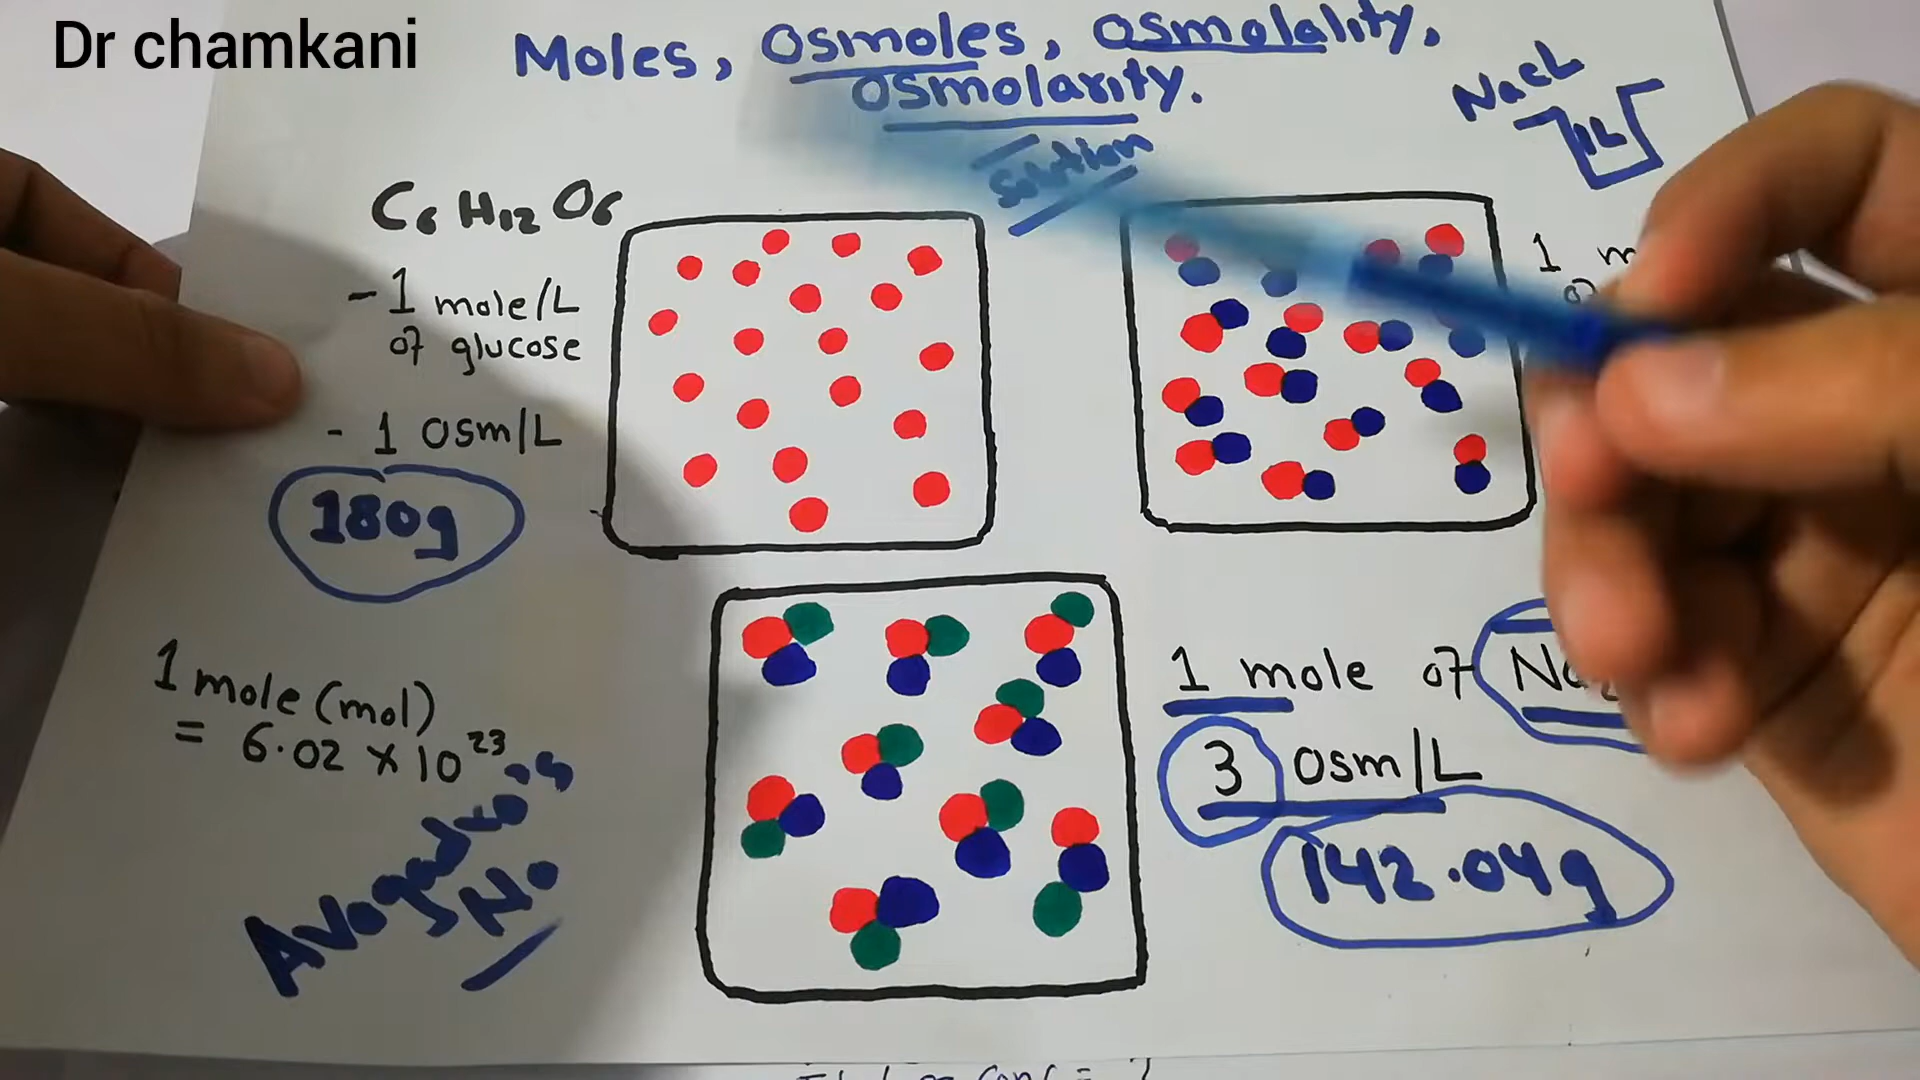 Dr chamkani
Moles, Osmoles, Osmolality,
Osmolarity.
Solution
NaCl
1L
C6 H12 O6
- 1 mole/L
of glucose
- 1 Osm/L
180g
1 mole (mol)
= 6.02 × 10²³
Avogadro's
No
1 m
1 mole of Na
3 Osm/L
142.04g